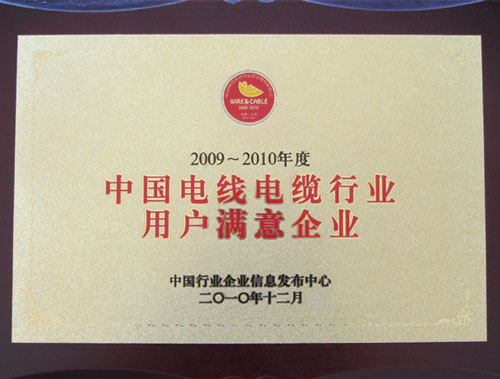 WIRE&CABLE
2009~2010年度
中国电线电缆行业
用户满意企业
中国行业企业信息发布中心
二〇一〇年十二月